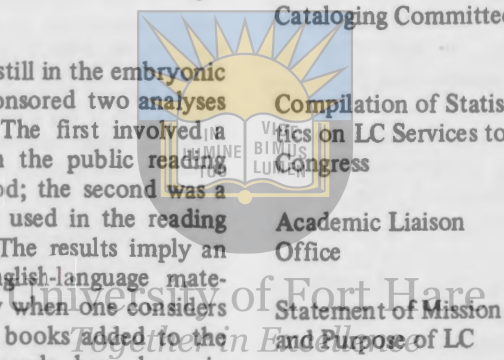 still in the embryonic
onsored two analyses
The first involved a
the public reading
od; the second was a
used in the reading
The results imply an
glish-language mate-
when one considers
books added to the
Cataloging Committee
Compilation of Statis-
tics on LC Services to
Congress
Academic Liaison
Office
Statement of Mission
and Purpose of LC
IN
LUMINE
TUO
VIDE
BIMUS
LUMEN
University of Fort Hare
Together in Excellence